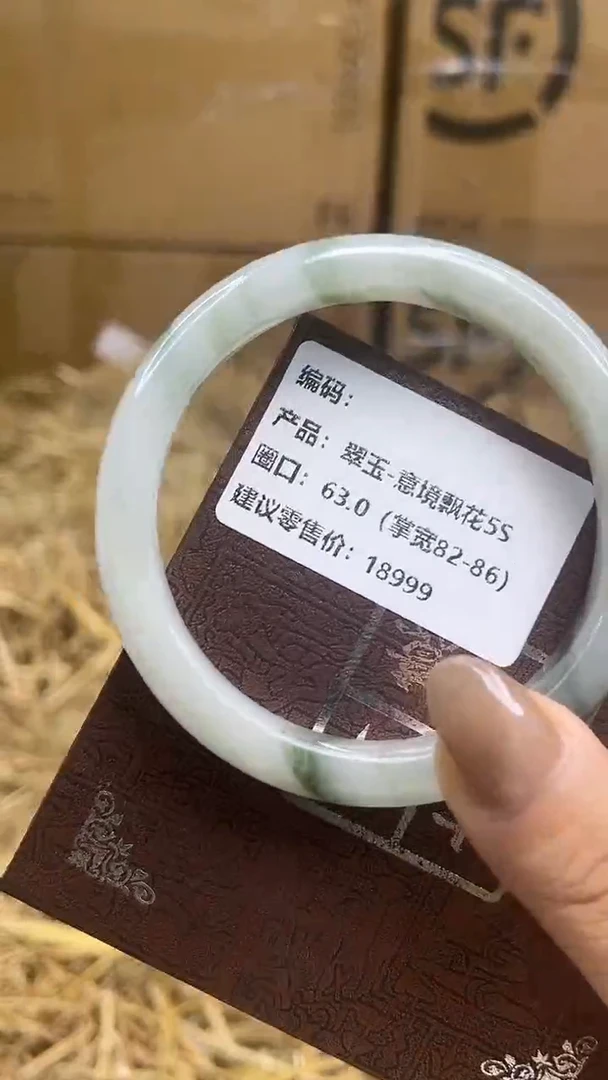 SF
编码：
产品：翠玉-意境飘花5S
圈口：63.0（掌宽82-86）
建议零售价：18999